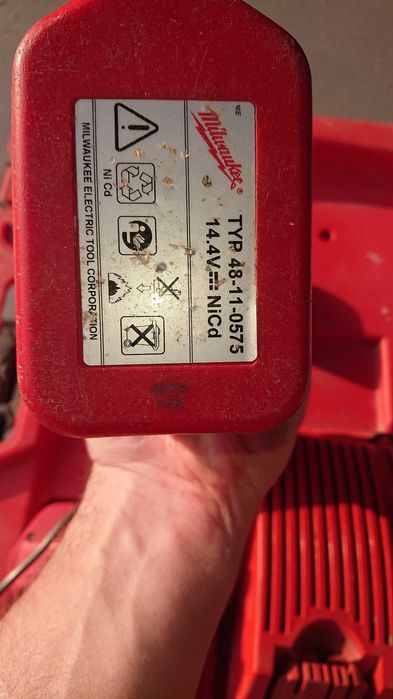 Milwaukee®
TYP 48-11-0575
14.4V NiCd
Ni Cd
MILWAUKEE ELECTRIC TOOL CORPORATION